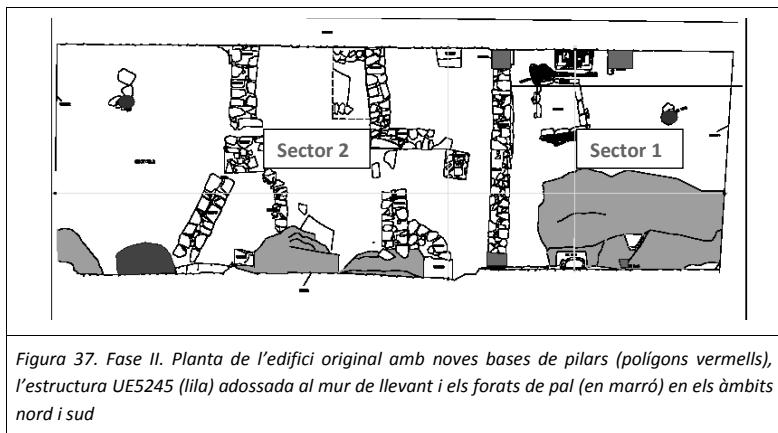 Sector 2
Sector 1
Figura 37. Fase II. Planta de l'edifici original amb noves bases de pilars (polígons vermells),
l'estructura UE5245 (lila) adossada al mur de llevant i els forats de pal (en marró) en els àmbits
nord i sud